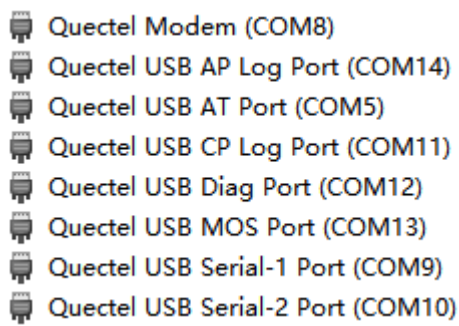 Quectel Modem (COM8)
Quectel USB AP Log Port (COM14)
Quectel USB AT Port (COM5)
Quectel USB CP Log Port (COM11)
Quectel USB Diag Port (COM12)
Quectel USB MOS Port (COM13)
Quectel USB Serial-1 Port (COM9)
Quectel USB Serial-2 Port (COM10)